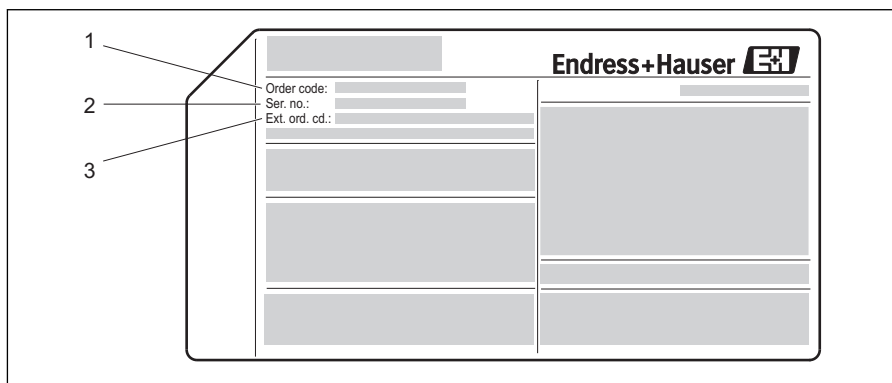 1
Endress+Hauser
Order code:
2
Ser. no.:
Ext. ord. cd.:
3